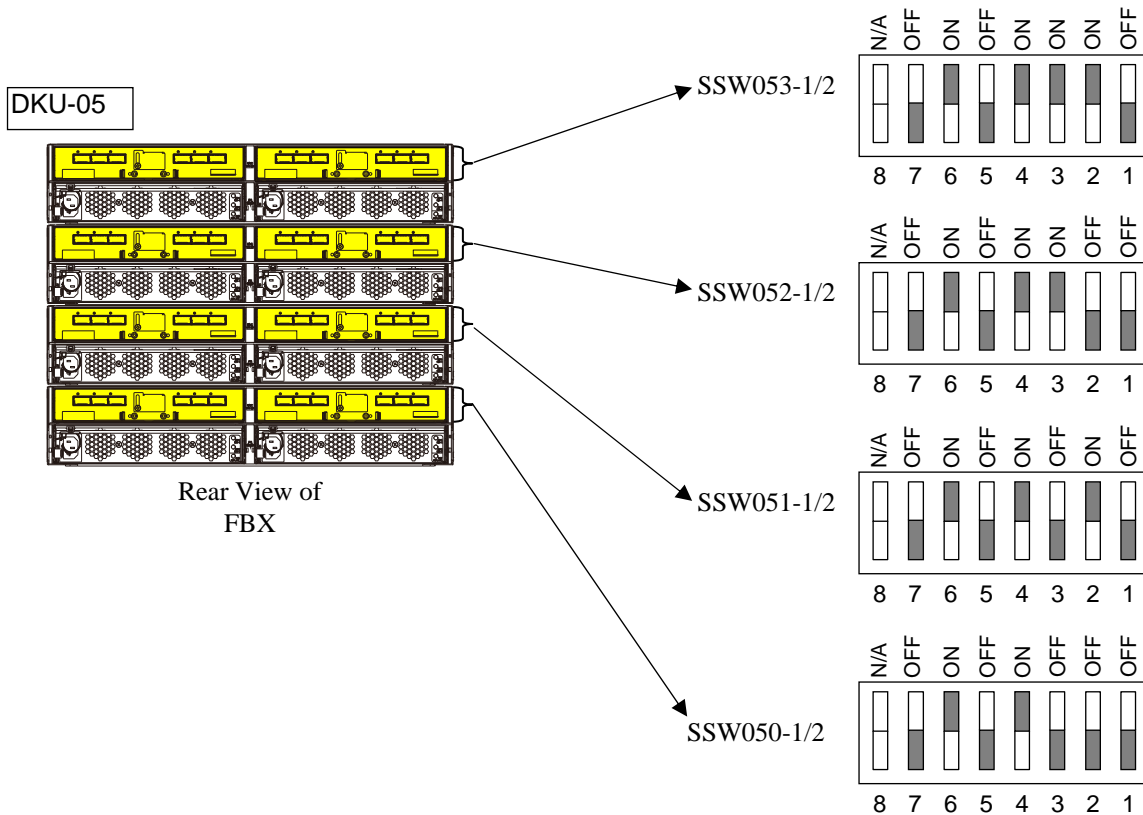 DKU-05
Rear View of
FBX
SSW053-1/2
N/A OFF ON OFF ON ON ON OFF
8 7 6 5 4 3 2 1
SSW052-1/2
N/A OFF ON OFF ON ON OFF OFF
8 7 6 5 4 3 2 1
SSW051-1/2
N/A OFF ON OFF ON OFF ON OFF
8 7 6 5 4 3 2 1
SSW050-1/2
N/A OFF ON OFF ON OFF OFF OFF
8 7 6 5 4 3 2 1